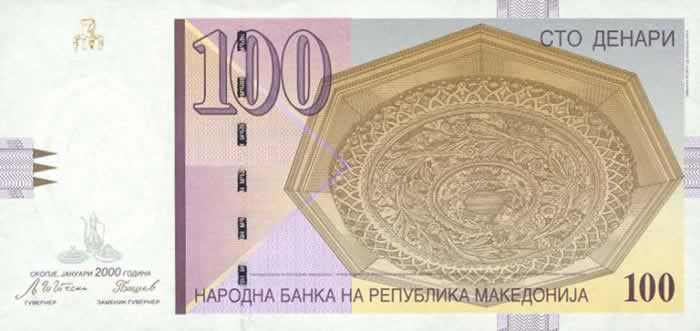 100
СТО ДЕНАРИ
СКОПЈЕ, ЈАНУАРИ 2000 ГОДИНА
ГУВЕРНЕР
ЗАМЕНИК ГУВЕРНЕР
НАРОДНА БАНКА НА РЕПУБЛИКА МАКЕДОНИЈА
100